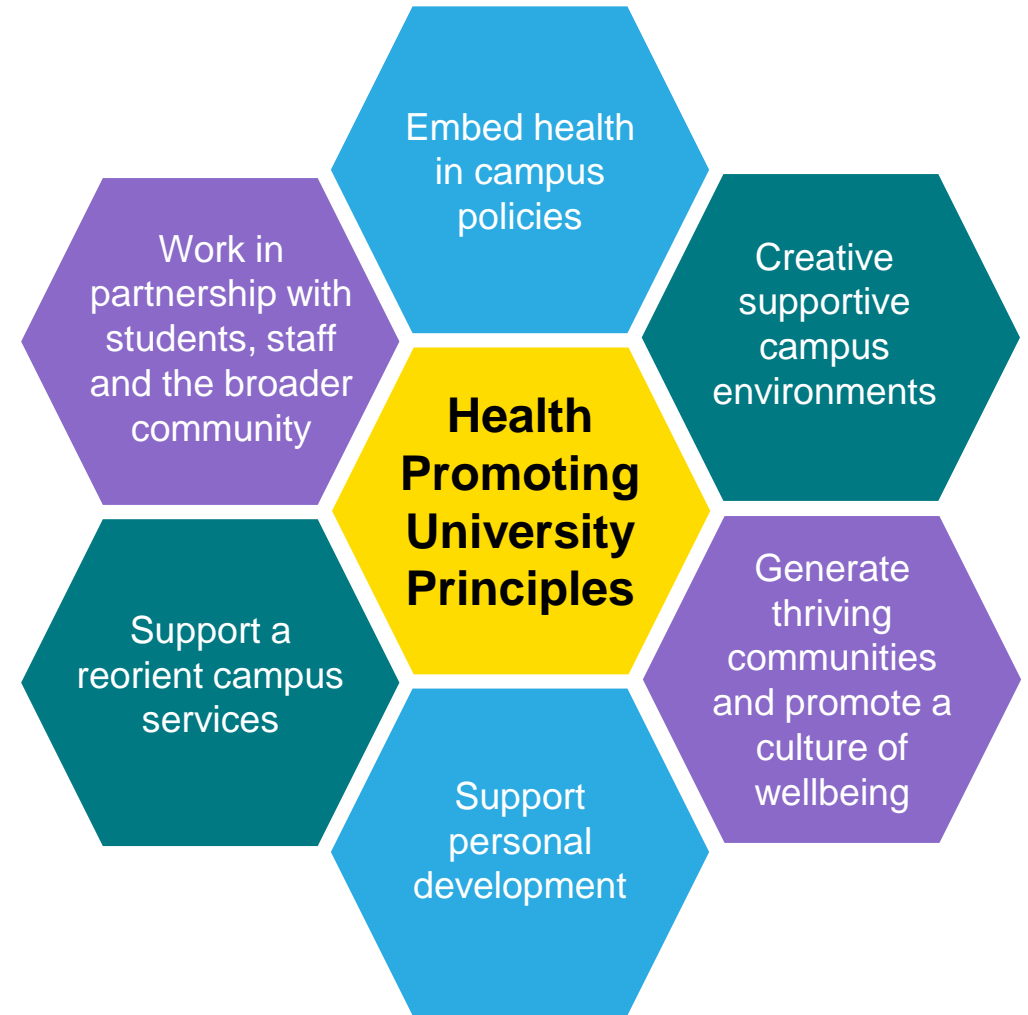 Embed health
in campus
policies
Work in
partnership with
students, staff
and the broader
community
Creative
supportive
campus
environments
Health
Promoting
University
Principles
Support a
reorient campus
services
Generate
thriving
communities
and promote a
culture of
wellbeing
Support
personal
development